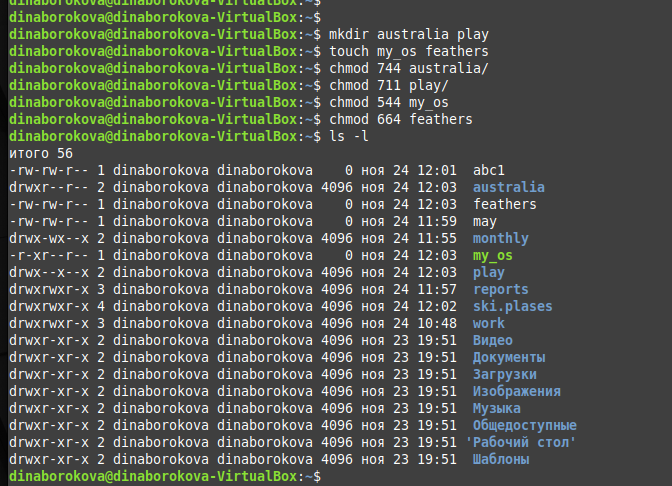 dinaborokova@dinaborokova-VirtualBox:~$
dinaborokova@dinaborokova-VirtualBox:~$
dinaborokova@dinaborokova-VirtualBox:~$ mkdir australia play
dinaborokova@dinaborokova-VirtualBox:~$ touch my_os feathers
dinaborokova@dinaborokova-VirtualBox:~$ chmod 744 australia/
dinaborokova@dinaborokova-VirtualBox:~$ chmod 711 play/
dinaborokova@dinaborokova-VirtualBox:~$ chmod 544 my_os
dinaborokova@dinaborokova-VirtualBox:~$ chmod 664 feathers
dinaborokova@dinaborokova-VirtualBox:~$ ls -l
итого 56
-rw-rw-r-- 1 dinaborokova dinaborokova    0 ноя 24 12:01  abc1
drwxr--r-- 2 dinaborokova dinaborokova 4096 ноя 24 12:03  australia
-rw-rw-r-- 1 dinaborokova dinaborokova    0 ноя 24 12:03  feathers
-rw-rw-r-- 1 dinaborokova dinaborokova    0 ноя 24 11:59  may
drwx-wx--x 2 dinaborokova dinaborokova 4096 ноя 24 11:55  monthly
-r-xr--r-- 1 dinaborokova dinaborokova    0 ноя 24 12:03  my_os
drwx--x--x 2 dinaborokova dinaborokova 4096 ноя 24 12:03  play
drwxrwxr-x 3 dinaborokova dinaborokova 4096 ноя 24 11:57  reports
drwxrwxr-x 4 dinaborokova dinaborokova 4096 ноя 24 12:02  ski.plases
drwxrwxr-x 3 dinaborokova dinaborokova 4096 ноя 24 10:48  work
drwxr-xr-x 2 dinaborokova dinaborokova 4096 ноя 23 19:51  Видео
drwxr-xr-x 2 dinaborokova dinaborokova 4096 ноя 23 19:51  Документы
drwxr-xr-x 2 dinaborokova dinaborokova 4096 ноя 23 19:51  Загрузки
drwxr-xr-x 2 dinaborokova dinaborokova 4096 ноя 23 19:51  Изображения
drwxr-xr-x 2 dinaborokova dinaborokova 4096 ноя 23 19:51  Музыка
drwxr-xr-x 2 dinaborokova dinaborokova 4096 ноя 23 19:51  Общедоступные
drwxr-xr-x 2 dinaborokova dinaborokova 4096 ноя 23 19:51 'Рабочий стол'
drwxr-xr-x 2 dinaborokova dinaborokova 4096 ноя 23 19:51  Шаблоны
dinaborokova@dinaborokova-VirtualBox:~$